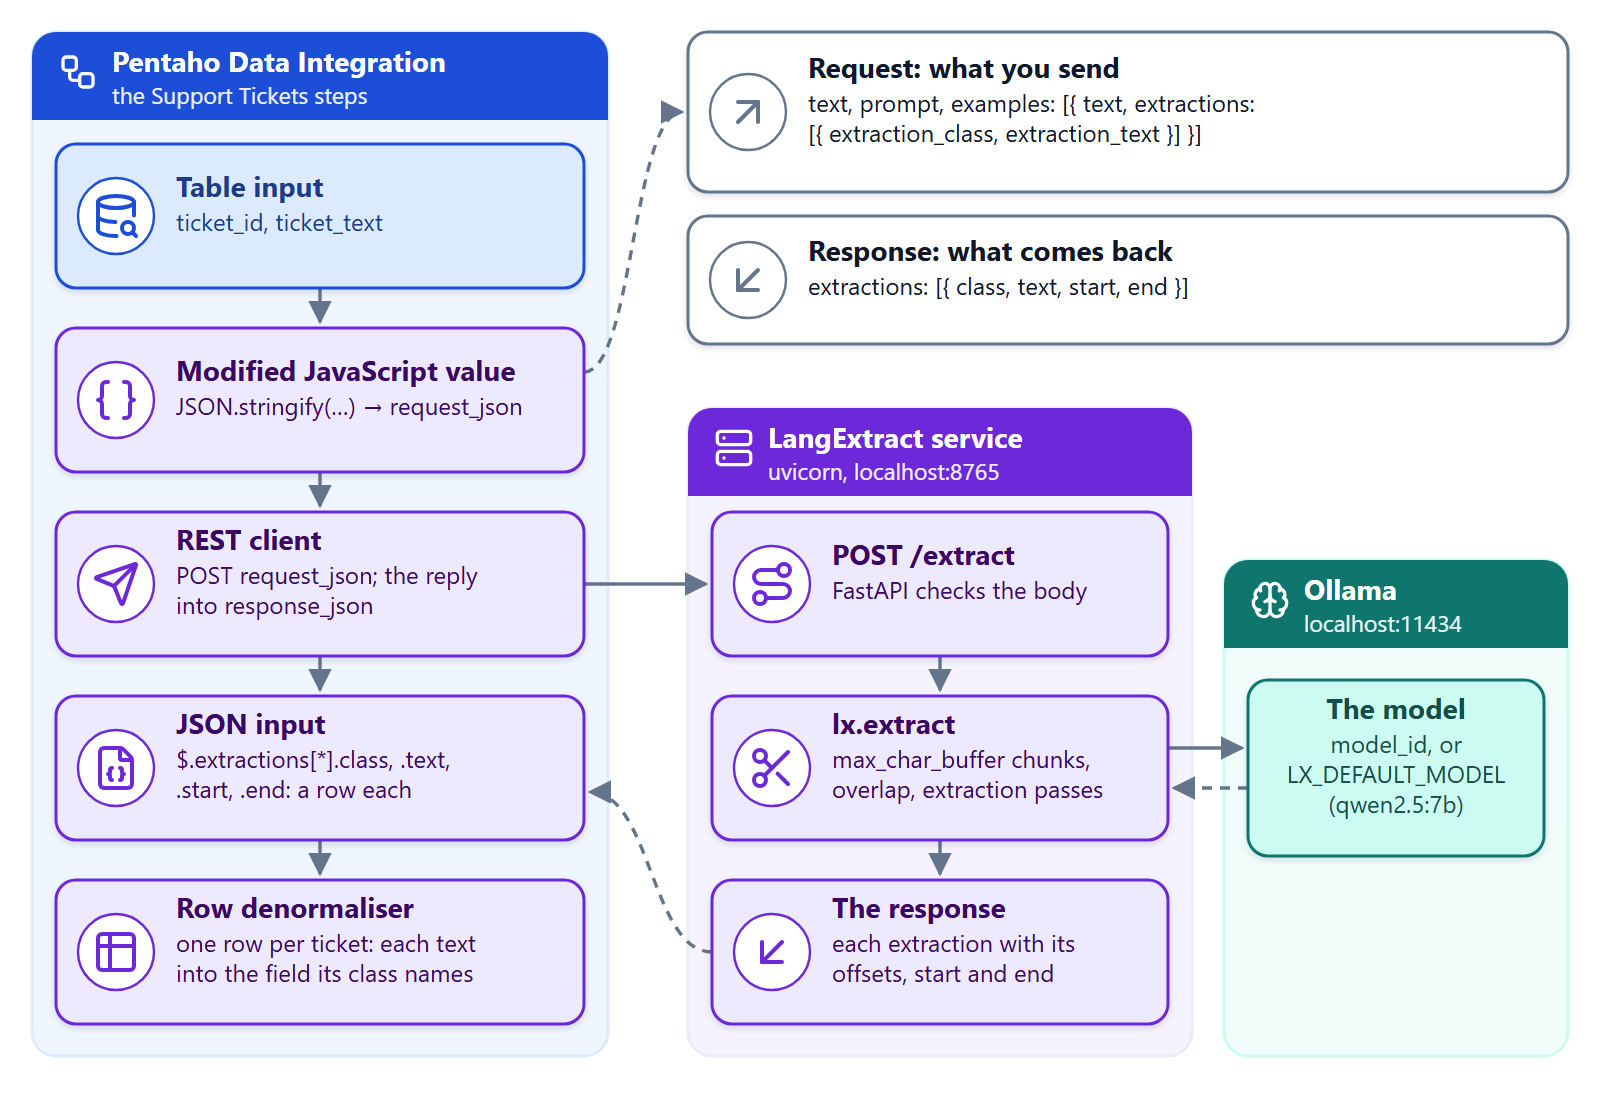 Pentaho Data Integration
the Support Tickets steps
Table input
ticket_id, ticket_text
Modified JavaScript value
JSON.stringify(...) → request_json
REST client
POST request_json; the reply
into response_json
JSON input
$.extractions[*].class, .text,
.start, .end: a row each
Row denormaliser
one row per ticket: each text
into the field its class names
Request: what you send
text, prompt, examples: [{ text, extractions:
[{ extraction_class, extraction_text }] }]
Response: what comes back
extractions: [{ class, text, start, end }]
LangExtract service
uvicorn, localhost:8765
POST /extract
FastAPI checks the body
lx.extract
max_char_buffer chunks,
overlap, extraction passes
The response
each extraction with its
offsets, start and end
Ollama
localhost:11434
The model
model_id, or
LX_DEFAULT_MODEL
(qwen2.5:7b)